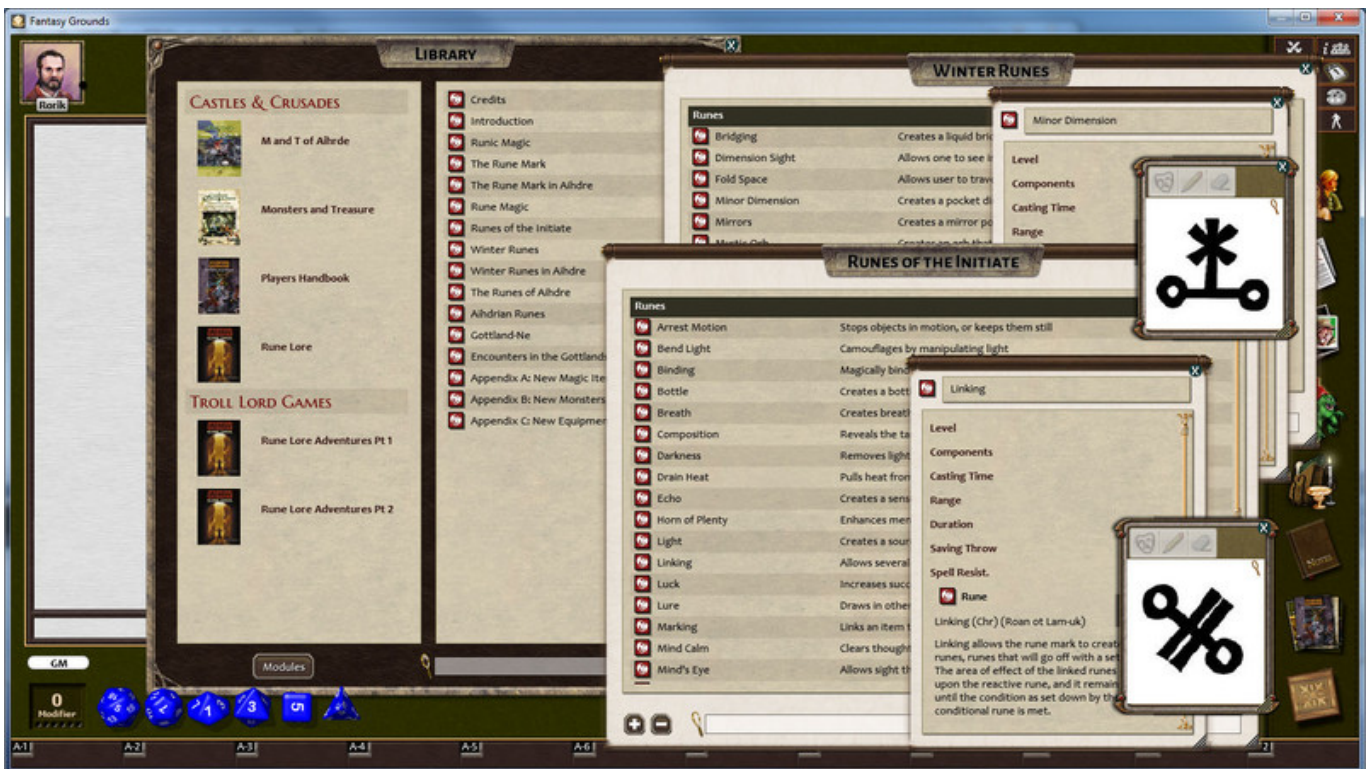 Fantasy Grounds
Rorik
LIBRARY
CASTLES & CRUSADES
M and T of Aihrde
Monsters and Treasure
Players Handbook
Rune Lore
TROLL LORD GAMES
Rune Lore Adventures Pt 1
Rune Lore Adventures Pt 2
Modules
Credits
Introduction
Runic Magic
The Rune Mark
The Rune Mark in Aihdre
Rune Magic
Runes of the Initiate
Winter Runes
Winter Runes in Aihdre
The Runes of Aihdre
Aihdrian Runes
Gottland-Ne
Encounters in the Gottlands
Appendix A: New Magic Ite
Appendix B: New Monsters
Appendix C: New Equipmer
WINTER RUNES
Runes
Bridging Creates a liquid bri
Dimension Sight Allows one to see i
Fold Space Allows user to trav
Minor Dimension Creates a pocket di
Mirrors Creates a mirror po
Minor Dimension
Level
Components
Casting Time
Range
RUNES OF THE INITIATE
Runes
Arrest Motion Stops objects in motion, or keeps them still
Bend Light Camouflages by manipulating light
Binding Magically bind
Bottle Creates a bott
Breath Creates breat
Composition Reveals the ta
Darkness Removes light
Drain Heat Pulls heat from
Echo Creates a sens
Horn of Plenty Enhances mer
Light Creates a sour
Linking Allows several
Luck Increases succ
Lure Draws in othe
Marking Links an item t
Mind Calm Clears thought
Mind's Eye Allows sight th
Linking
Level
Components
Casting Time
Range
Duration
Saving Throw
Spell Resist.
Rune
Linking (Chr) (Roan ot Lam-uk)
Linking allows the rune mark to creat
runes, runes that will go off with a set
The area of effect of the linked runes
upon the reactive rune, and it remain
until the condition as set down by the
conditional rune is met.
GM
0
Modifier
A-1 A-2 A-3 A-4 A-5 A-6